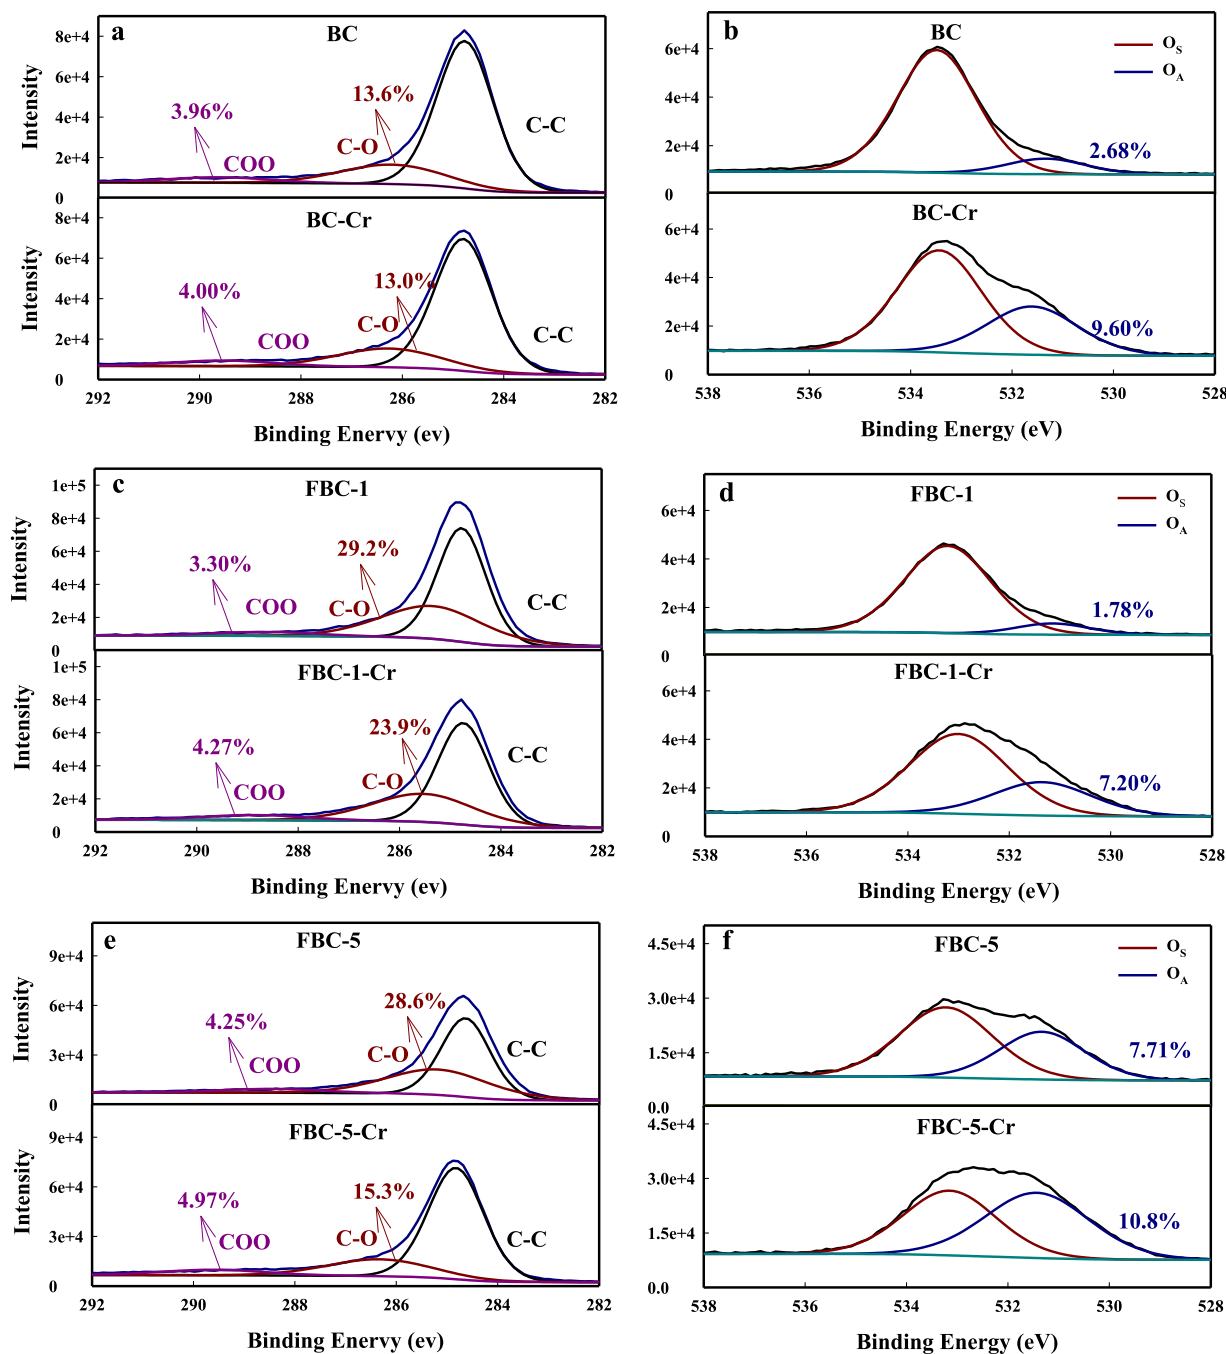 a
BC
8e+4
6e+4
4e+4
2e+4
0
Intensity
3.96%
COO
13.6%
C-O
C-C
BC-Cr
8e+4
6e+4
4e+4
2e+4
0
Intensity
4.00%
COO
13.0%
C-O
C-C
292 290 288 286 284 282
Binding Enervy (ev)
b
BC
O_S
O_A
6e+4
4e+4
2e+4
0
2.68%
BC-Cr
6e+4
4e+4
2e+4
0
9.60%
538 536 534 532 530 528
Binding Energy (eV)
c
FBC-1
1e+5
8e+4
6e+4
4e+4
2e+4
0
Intensity
3.30%
COO
29.2%
C-O
C-C
FBC-1-Cr
1e+5
8e+4
6e+4
4e+4
2e+4
0
Intensity
4.27%
COO
23.9%
C-O
C-C
292 290 288 286 284 282
Binding Enervy (ev)
d
FBC-1
O_S
O_A
6e+4
4e+4
2e+4
0
1.78%
FBC-1-Cr
6e+4
4e+4
2e+4
0
7.20%
538 536 534 532 530 528
Binding Energy (eV)
e
FBC-5
9e+4
6e+4
3e+4
0
Intensity
4.25%
COO
28.6%
C-O
C-C
FBC-5-Cr
9e+4
6e+4
3e+4
0
Intensity
4.97%
COO
15.3%
C-O
C-C
292 290 288 286 284 282
Binding Enervy (ev)
f
FBC-5
O_S
O_A
4.5e+4
3.0e+4
1.5e+4
0.0
7.71%
FBC-5-Cr
4.5e+4
3.0e+4
1.5e+4
0.0
10.8%
538 536 534 532 530 528
Binding Energy (eV)